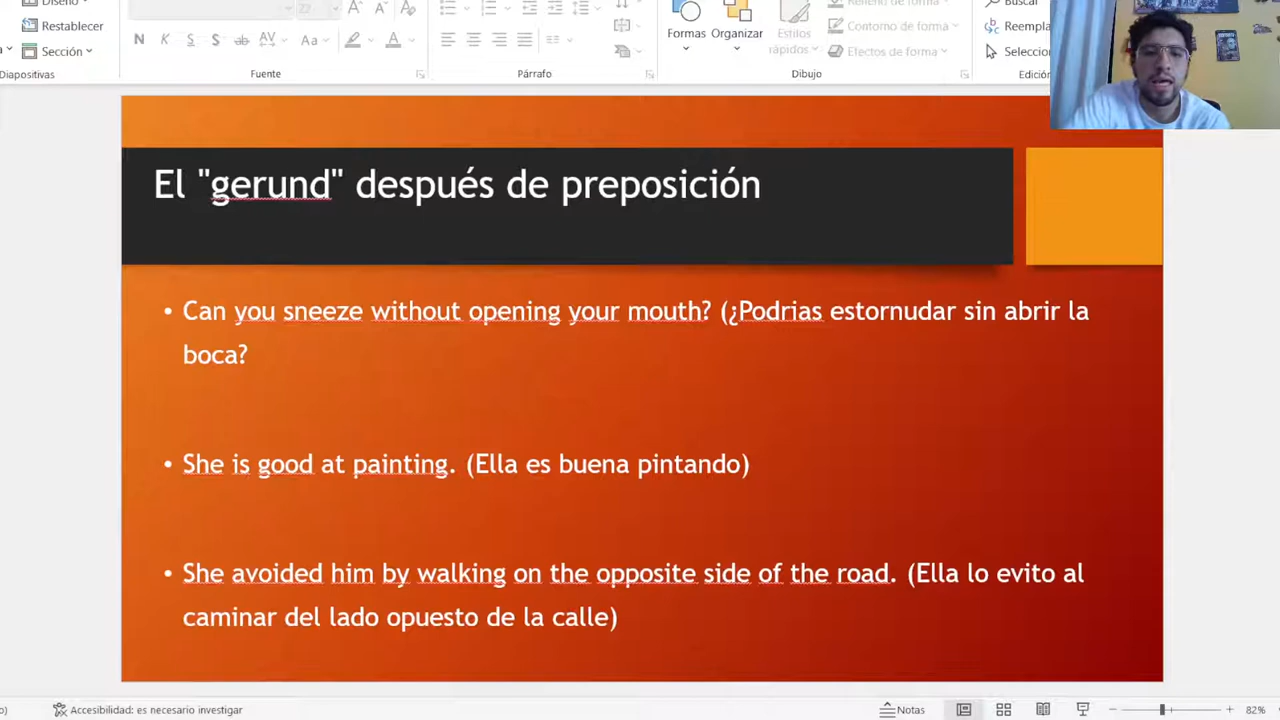 Diseño
Buscar
Relleno de forma
Restablecer
Aa
Formas
Organizar
Estilos
rápidos
Contorno de forma
Sección
N K S S ab AV
Efectos de forma
Diapositivas
Fuente
Párrafo
Dibujo
El "gerund" después de preposición
• Can you sneeze without opening your mouth? (¿Podrias estornudar sin abrir la
boca?
• She is good at painting. (Ella es buena pintando)
• She avoided him by walking on the opposite side of the road. (Ella lo evito al
caminar del lado opuesto de la calle)
Accesibilidad: es necesario investigar
Notas
82%